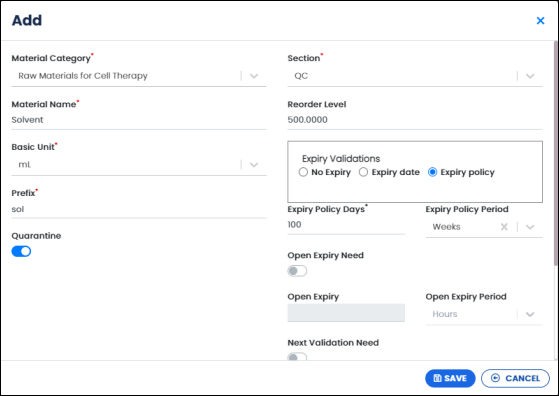 Add
Material Category*
Raw Materials for Cell Therapy
Material Name*
Solvent
Basic Unit*
mL
Prefix*
sol
Quarantine
Section*
QC
Reorder Level
500.0000
Expiry Validations
No Expiry Expiry date Expiry policy
Expiry Policy Days* Expiry Policy Period
100 Weeks
Open Expiry Need
Open Expiry Open Expiry Period
Hours
Next Validation Need
SAVE CANCEL